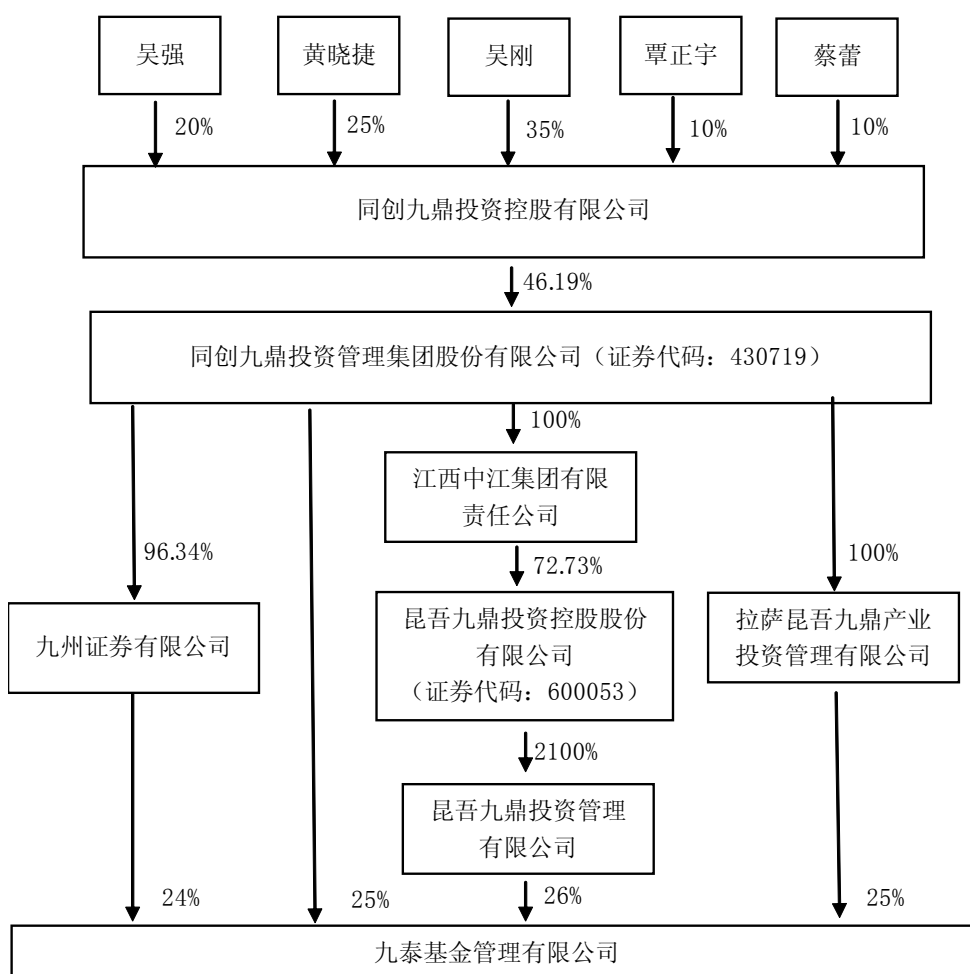 吴强
黄晓捷
吴刚
覃正宇
蔡蕾
20%
25%
35%
10%
10%
同创九鼎投资控股有限公司
46.19%
同创九鼎投资管理集团股份有限公司（证券代码：430719）
100%
江西中江集团有限
责任公司
96.34%
72.73%
100%
九州证券有限公司
昆吾九鼎投资控股股份
有限公司
（证券代码：600053）
拉萨昆吾九鼎产业
投资管理有限公司
2100%
昆吾九鼎投资管理
有限公司
24%
25%
26%
25%
九泰基金管理有限公司